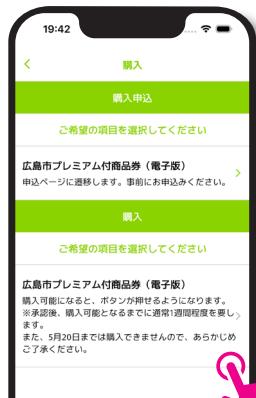 19:42
購入
購入申込
ご希望の項目を選択してください
広島市プレミアム付商品券（電子版）
申込ページに遷移します。事前にお申込みください。
購入
ご希望の項目を選択してください
広島市プレミアム付商品券（電子版）
購入可能になると、ボタンが押せるようになります。
※承認後、購入可能となるまでに通常1週間程度を要し
ます。
また、5月20日までは購入できませんので、あらかじめ
ご了承ください。